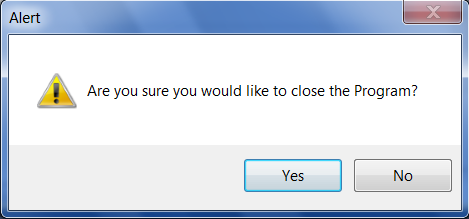 Alert
Are you sure you would like to close the Program?
Yes
No